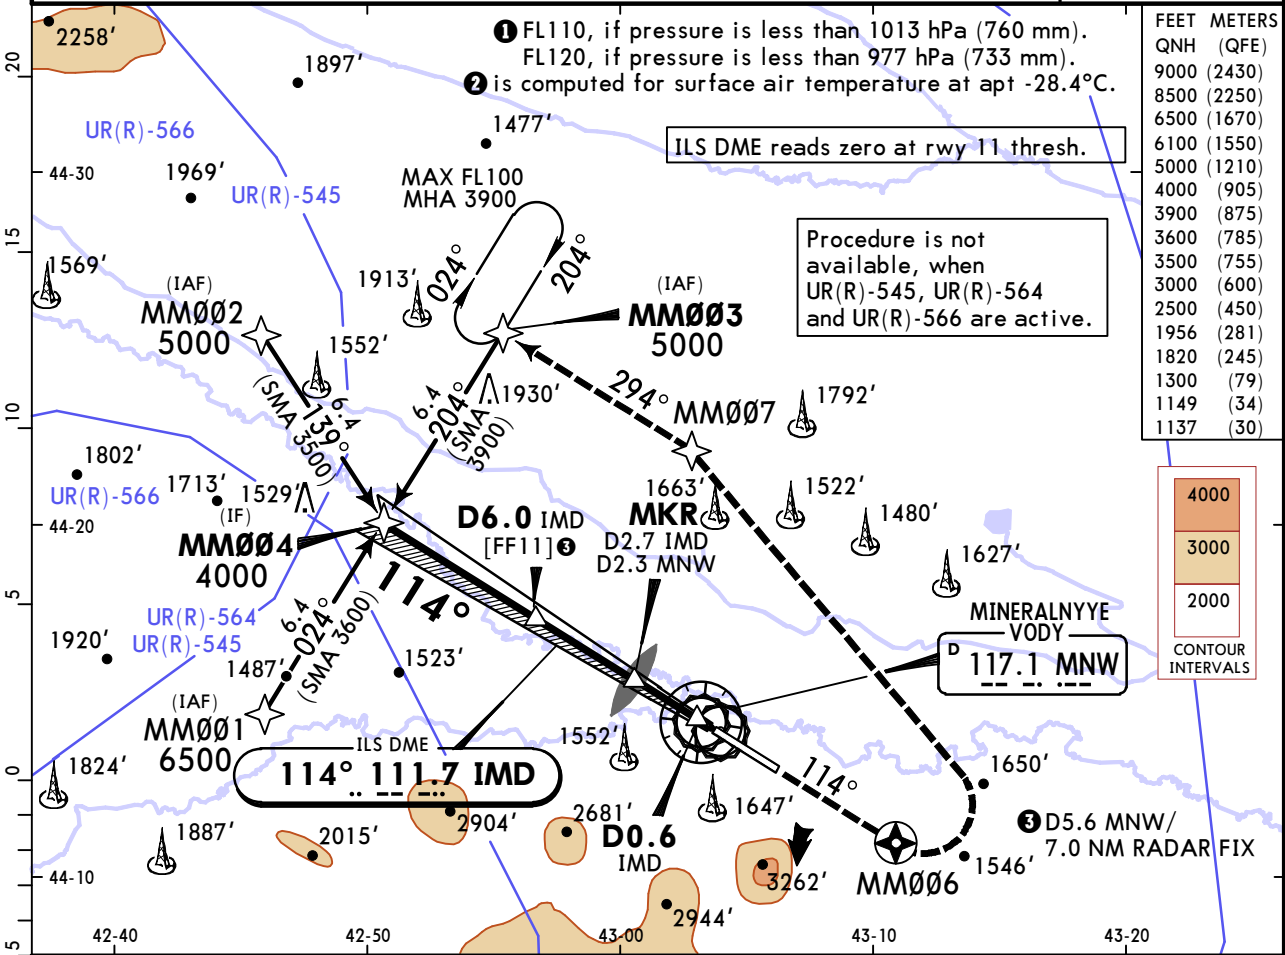 ❶ FL110, if pressure is less than 1013 hPa (760 mm).
FL120, if pressure is less than 977 hPa (733 mm).
❷ is computed for surface air temperature at apt -28.4°C.
FEET METERS
QNH (QFE)
9000 (2430)
8500 (2250)
6500 (1670)
6100 (1550)
5000 (1210)
4000 (905)
3900 (875)
3600 (785)
3500 (755)
3000 (600)
2500 (450)
1956 (281)
1820 (245)
1300 (79)
1149 (34)
1137 (30)
2258'
1897'
20
UR(R)-566
1477'
ILS DME reads zero at rwy 11 thresh.
44-30
1969'
UR(R)-545
MAX FL100
MHA 3900
15
Procedure is not
available, when
UR(R)-545, UR(R)-564
and UR(R)-566 are active.
1569'
(IAF)
MMØØ2
5000
1913'
024°
204°
(IAF)
MMØØ3
5000
1552'
6.4
139°
(SMA 3500)
6.4
204°
(SMA
3900)
1930'
294°
MMØØ7
1792'
10
1802'
UR(R)-566
1713'
1529'
1663'
1522'
1480'
4000
3000
2000
CONTOUR
INTERVALS
44-20
(IF)
MMØØ4
4000
D6.0 IMD
[FF11]❸
MKR
D2.7 IMD
D2.3 MNW
114°
1627'
5
UR(R)-564
UR(R)-545
1920'
6.4
024°
(SMA 3600)
1487'
1523'
MINERALNYYE
VODY
D 117.1 MNW
(IAF)
MMØØ1
6500
ILS DME
114° 111.7 IMD
1552'
0
1824'
114°
1650'
1647'
1887'
2015'
2904'
2681'
D0.6
IMD
❸ D5.6 MNW/
7.0 NM RADAR FIX
1546'
44-10
3262'
MMØØ6
2944'
5
42-40
42-50
43-00
43-10
43-20